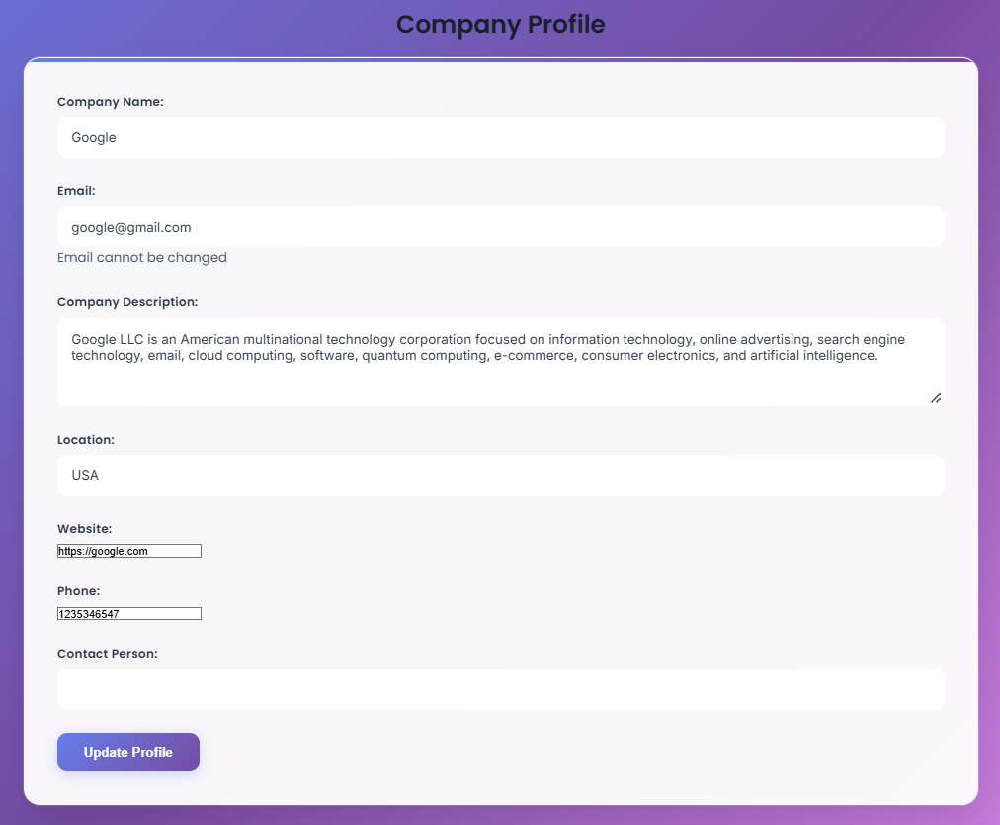 Company Profile
Company Name:
Google
Email:
google@gmail.com
Email cannot be changed
Company Description:
Google LLC is an American multinational technology corporation focused on information technology, online advertising, search engine
technology, email, cloud computing, software, quantum computing, e-commerce, consumer electronics, and artificial intelligence.
Location:
USA
Website:
https://google.com
Phone:
1235346547
Contact Person:
Update Profile